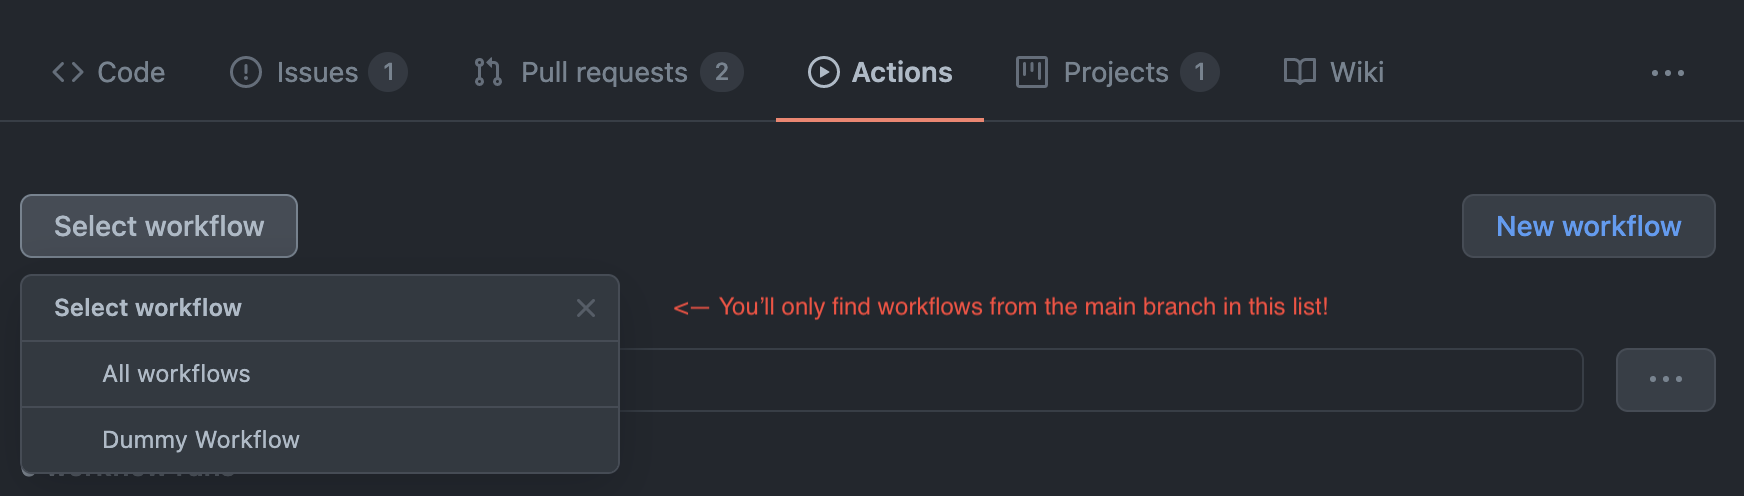 Code Issues 1 Pull requests 2 Actions Projects 1 Wiki
Select workflow New workflow
Select workflow
<— You'll only find workflows from the main branch in this list!
All workflows
Dummy Workflow